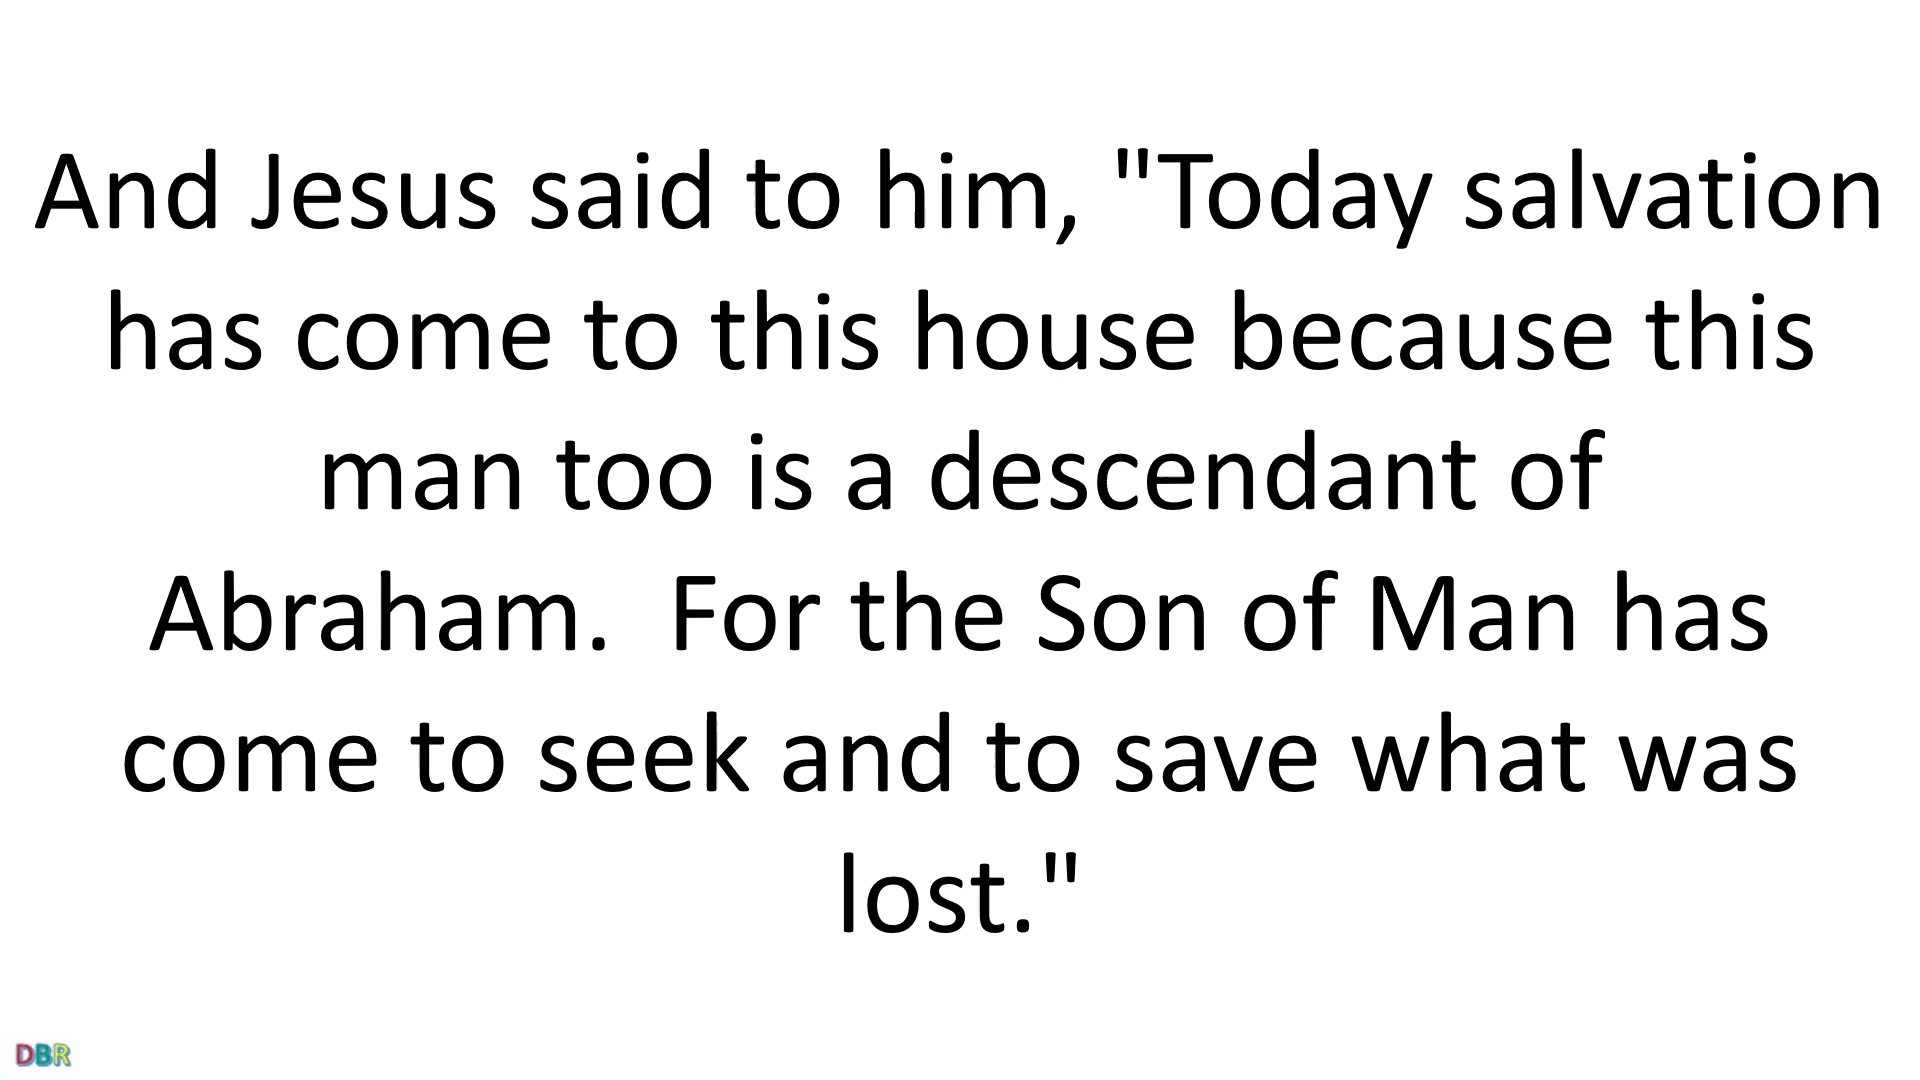 And Jesus said to him, "Today salvation
has come to this house because this
man too is a descendant of
Abraham.  For the Son of Man has
come to seek and to save what was
lost."
DBR